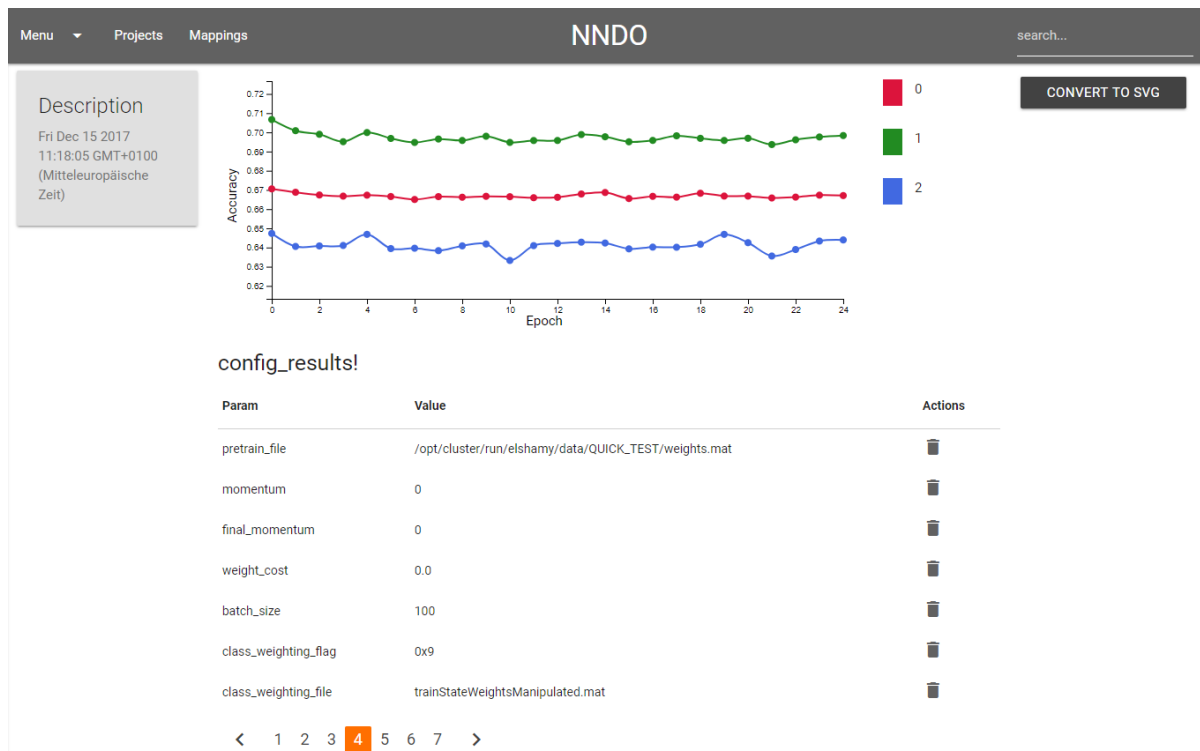 Menu Projects Mappings NNDO search...
Description
Fri Dec 15 2017
11:18:05 GMT+0100
(Mitteleuropäische
Zeit)
Accuracy
0.72
0.71
0.70
0.69
0.68
0.67
0.66
0.65
0.64
0.63
0.62
0 2 4 6 8 10 12 14 16 18 20 22 24
Epoch
0
1
2
CONVERT TO SVG
config_results!
Param Value Actions
pretrain_file /opt/cluster/run/elshamy/data/QUICK_TEST/weights.mat
momentum 0
final_momentum 0
weight_cost 0.0
batch_size 100
class_weighting_flag 0x9
class_weighting_file trainStateWeightsManipulated.mat
1 2 3 4 5 6 7